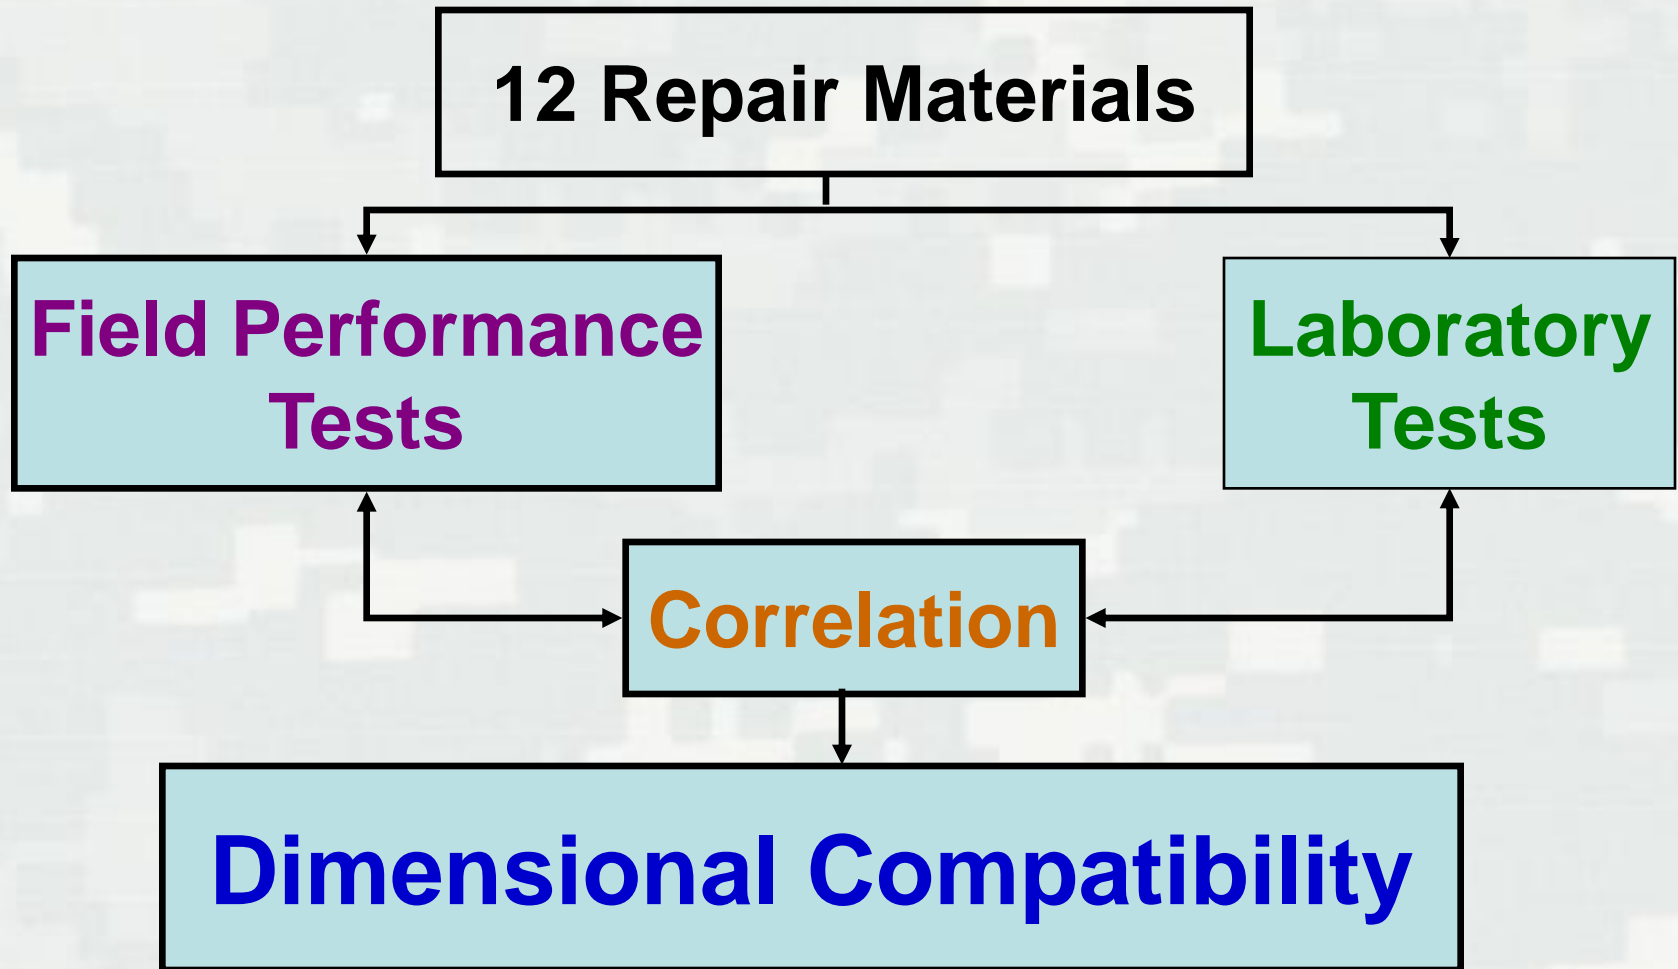 12 Repair Materials
Field Performance
Tests
Laboratory
Tests
Correlation
Dimensional Compatibility